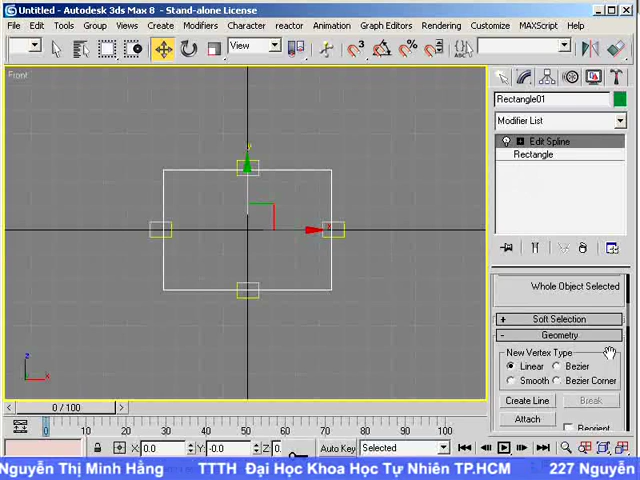 Untitled - Autodesk 3ds Max 8 - Stand-alone License
File Edit Tools Group Views Create Modifiers Character reactor Animation Graph Editors Rendering Customize MAXScript Help
View
Front
Rectangle01
Modifier List
Edit Spline
Rectangle
Whole Object Selected
+ Soft Selection
- Geometry
New Vertex Type
Linear Bezier
Smooth Bezier Corner
Create Line Break
Attach Reorient
y
x
z
x
< 0 / 100 >
0 10 20 30 40 50 60 70 80 90 100
X: 0.0 Y: -0.0 Z: 0. Auto Key Selected
Nguyễn Thị Minh Hằng TTTH Đại Học Khoa Học Tự Nhiên TP.HCM 227 Nguyễn